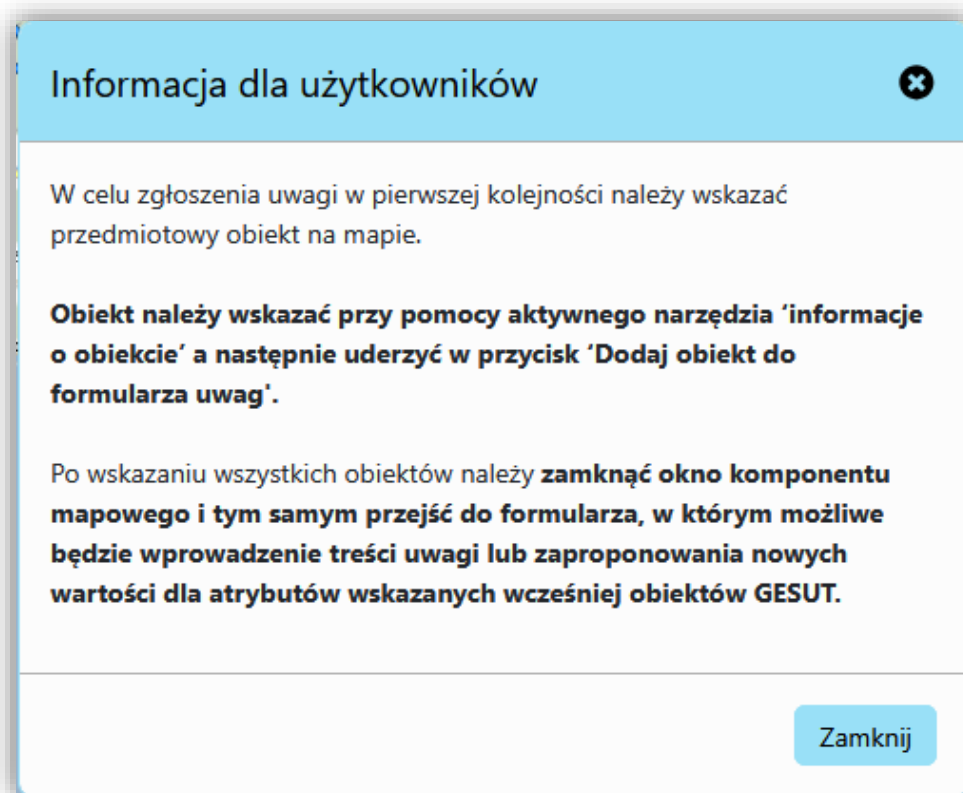 Informacja dla użytkowników
W celu zgłoszenia uwagi w pierwszej kolejności należy wskazać
przedmiotowy obiekt na mapie.
Obiekt należy wskazać przy pomocy aktywnego narzędzia ‘informacje
o obiekcie’ a następnie uderzyć w przycisk ‘Dodaj obiekt do
formularza uwag'.
Po wskazaniu wszystkich obiektów należy zamknąć okno komponentu
mapowego i tym samym przejść do formularza, w którym możliwe
będzie wprowadzenie treści uwagi lub zaproponowania nowych
wartości dla atrybutów wskazanych wcześniej obiektów GESUT.
Zamknij